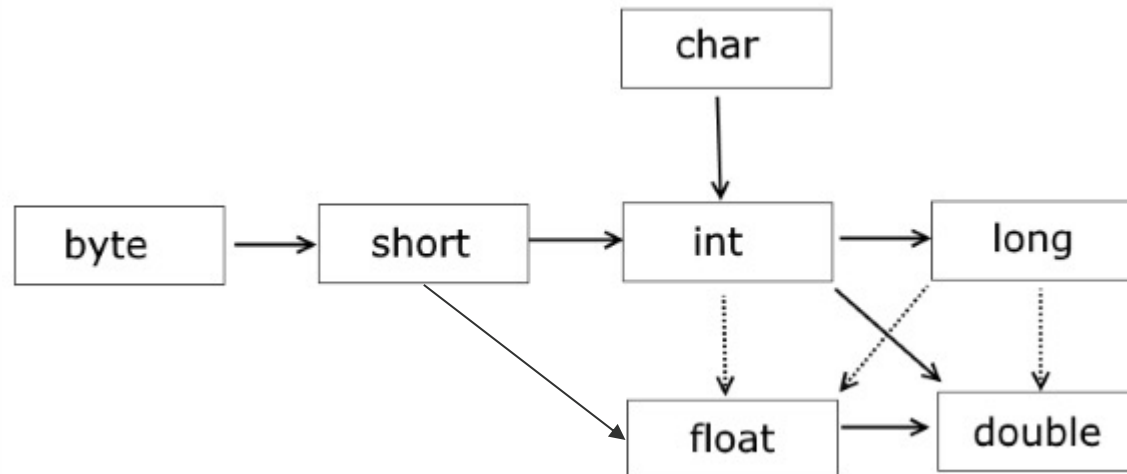 char
byte
short
int
long
float
double